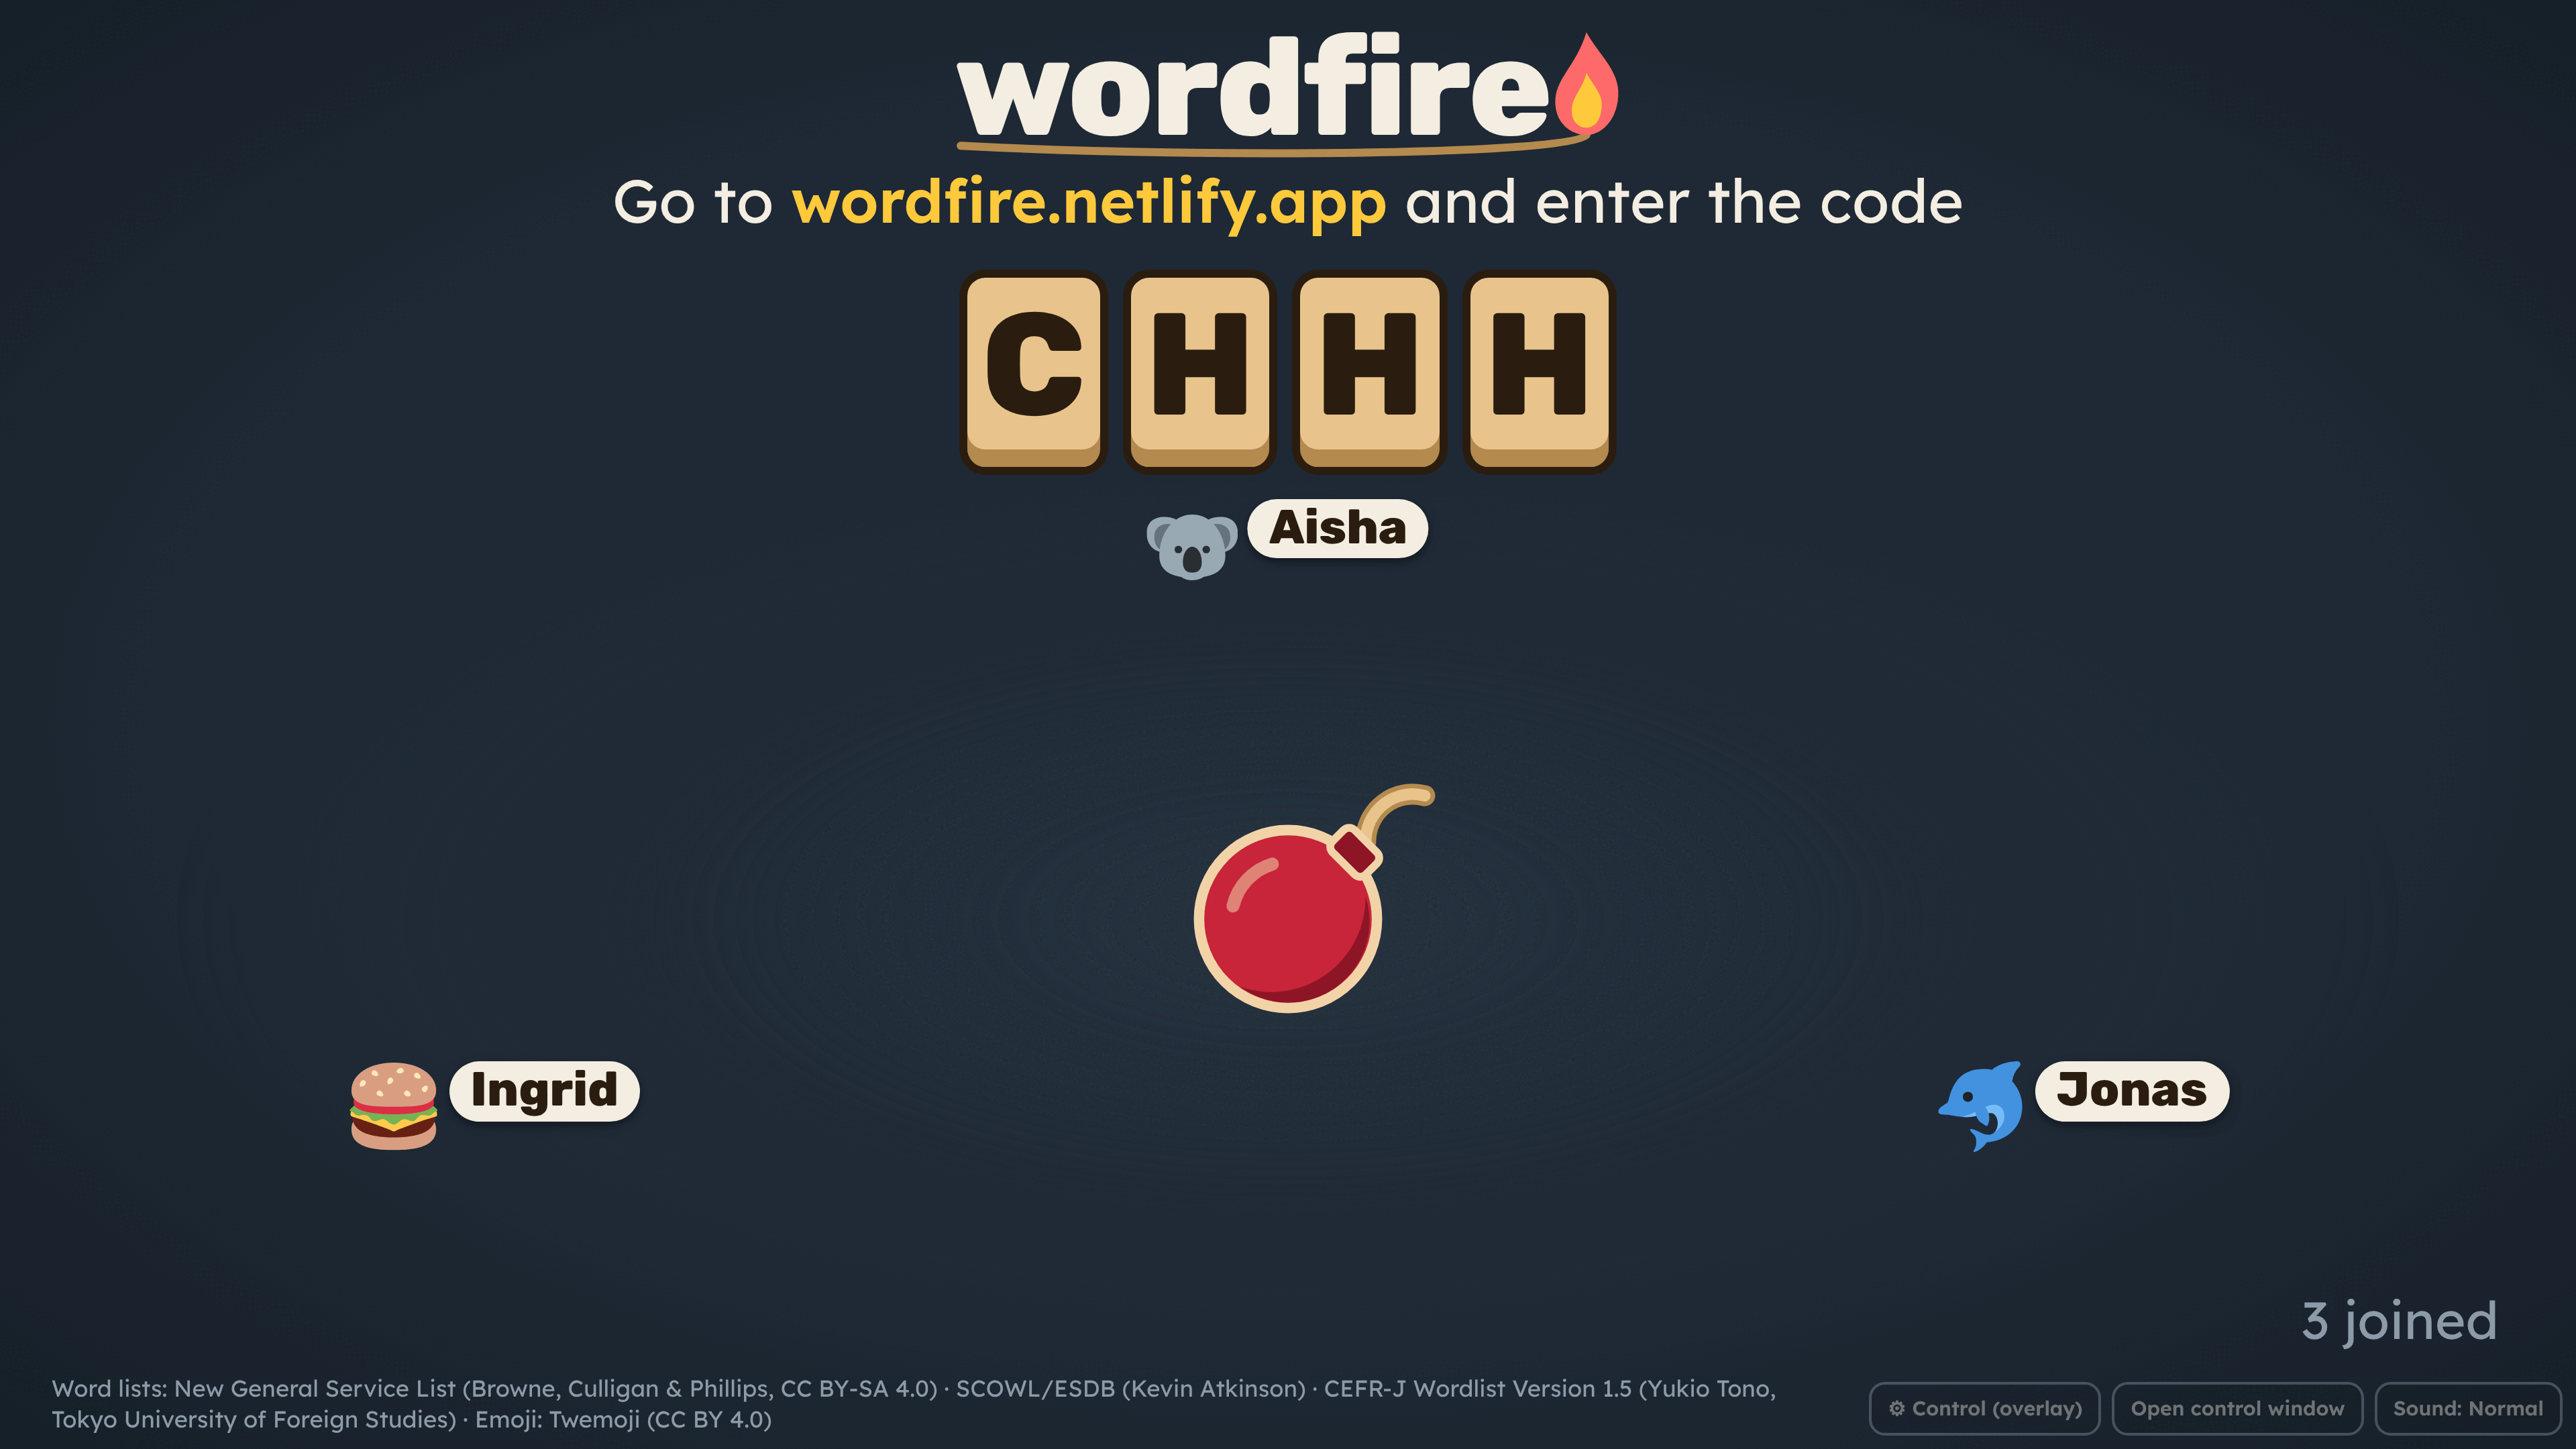 wordfire
Go to wordfire.netlify.app and enter the code
CHHH
Aisha
Ingrid
Jonas
3 joined
Word lists: New General Service List (Browne, Culligan & Phillips, CC BY-SA 4.0) · SCOWL/ESDB (Kevin Atkinson) · CEFR-J Wordlist Version 1.5 (Yukio Tono,
Tokyo University of Foreign Studies) · Emoji: Twemoji (CC BY 4.0)
⚙ Control (overlay)
Open control window
Sound: Normal